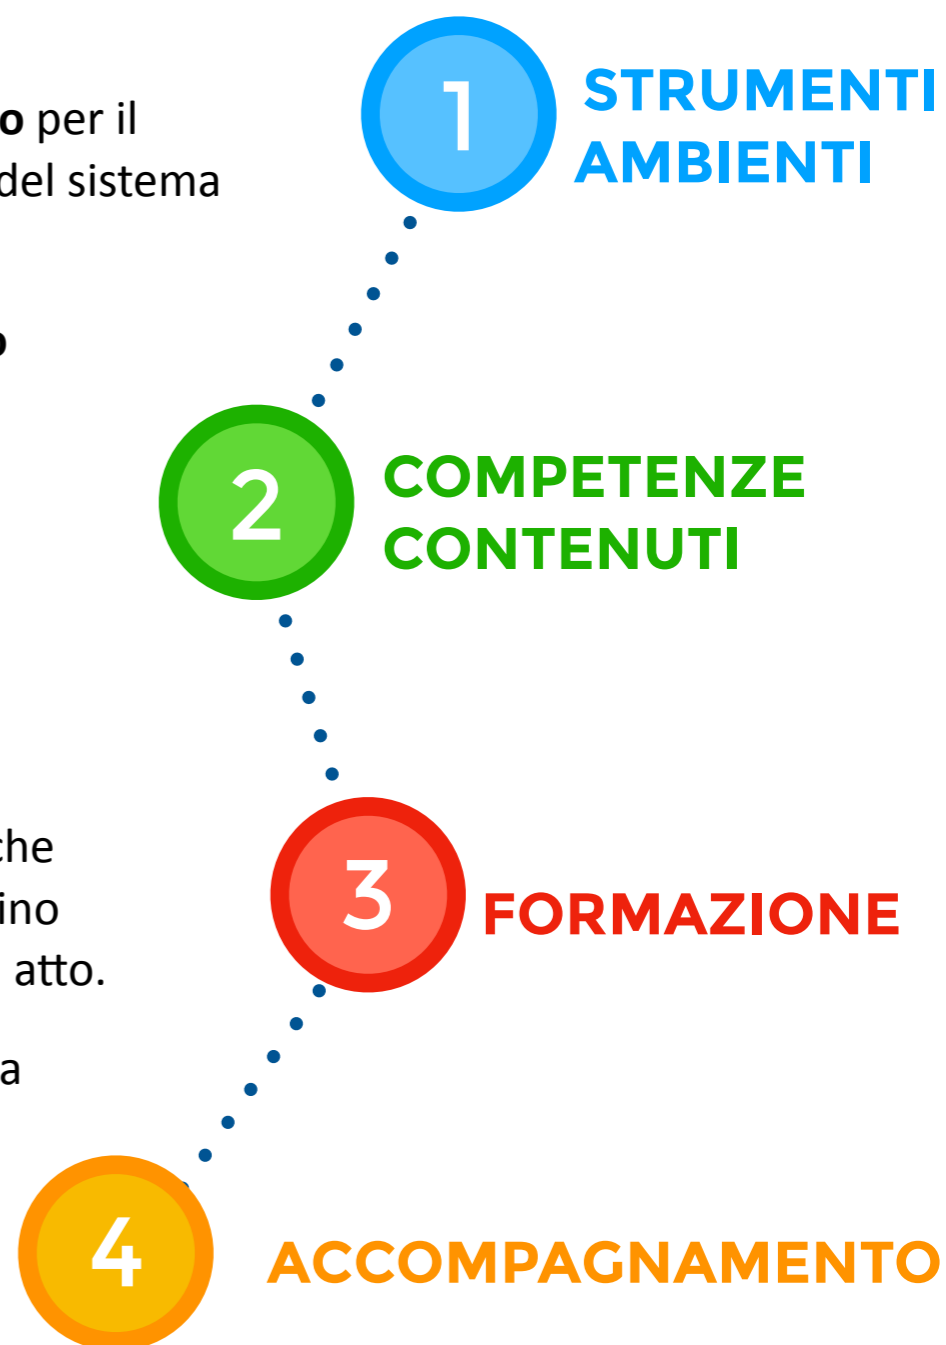 o per il
del sistema
o
che
ino
atto.
a
1
STRUMENTI
AMBIENTI
2
COMPETENZE
CONTENUTI
3
FORMAZIONE
4
ACCOMPAGNAMENTO